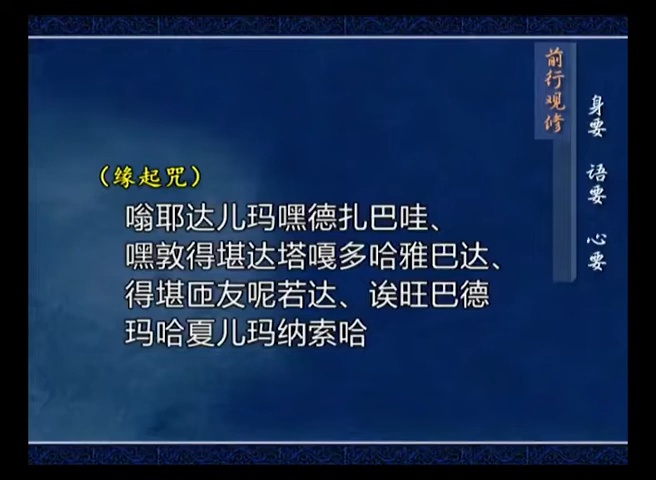 前行观修
身要 语要 心要
（缘起咒）
嗡耶达儿玛嘿德扎巴哇、
嘿敦得堪达塔嘎多哈雅巴达、
得堪匝友呢若达、诶旺巴德
玛哈夏儿玛纳索哈